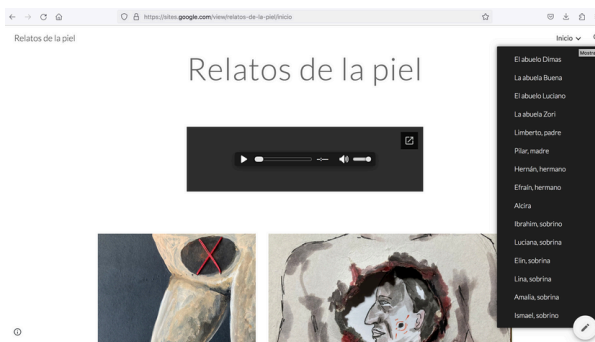 https://sites.google.com/view/relatos-de-la-piel/inicio
Relatos de la piel
Inicio
Relatos de la piel
El abuelo Dimas
La abuela Buena
El abuelo Luciano
La abuela Zori
Limberto, padre
Pilar, madre
Hernán, hermano
Efraín, hermano
Alcira
Ibrahim, sobrino
Luciana, sobrina
Elin, sobrina
Lina, sobrina
Amalia, sobrina
Ismael, sobrino